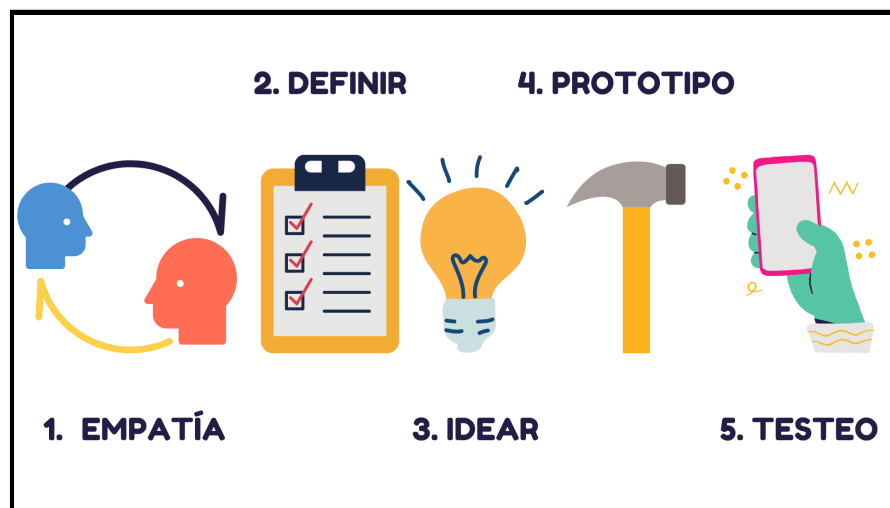 2. DEFINIR
4. PROTOTIPO
1. EMPATÍA
3. IDEAR
5. TESTEO